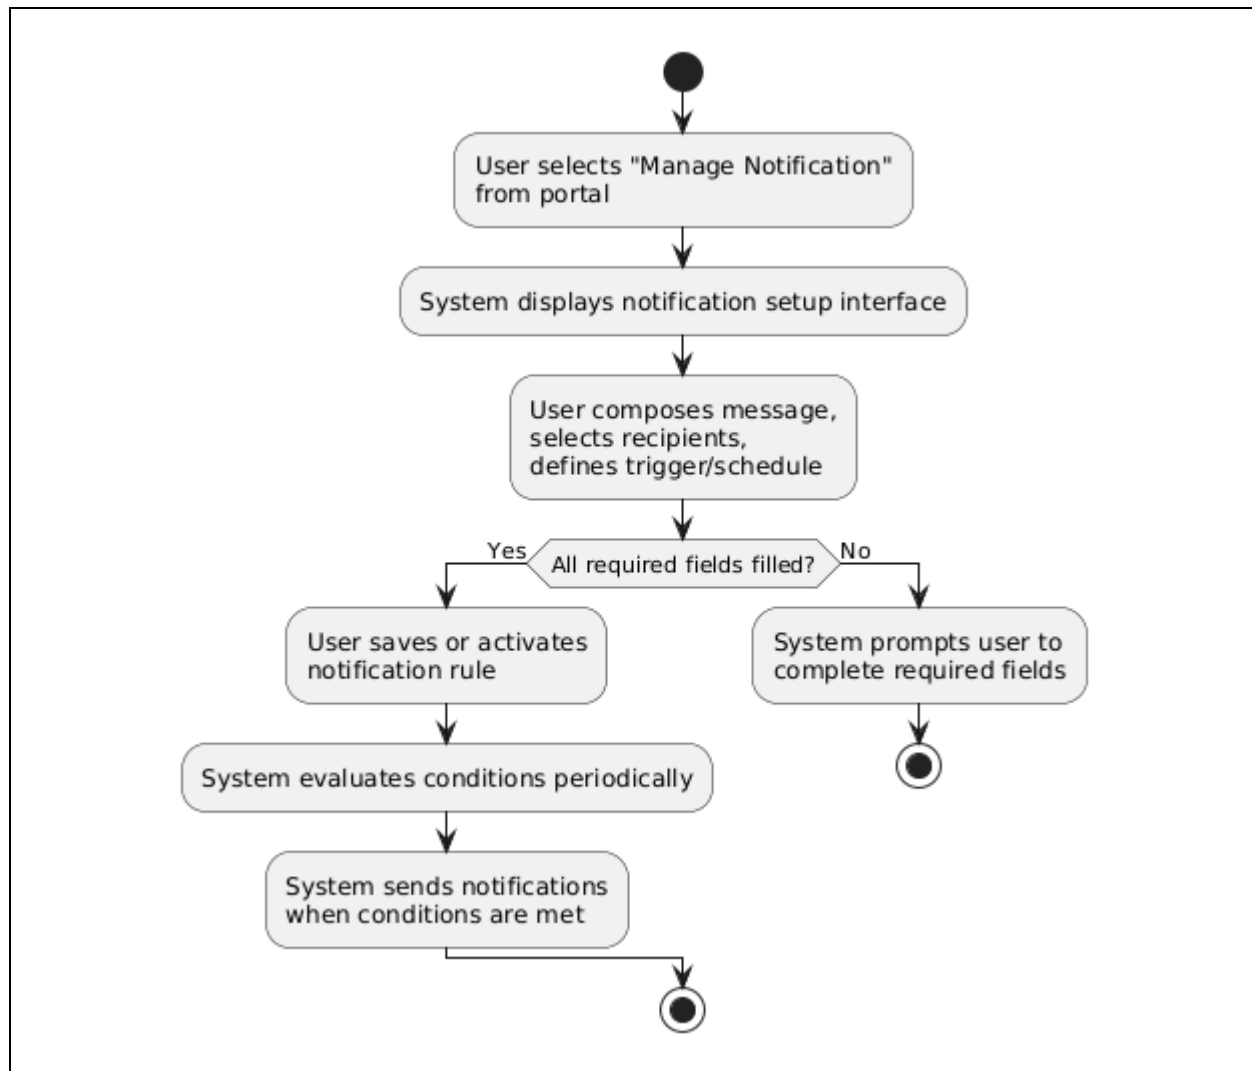 User selects "Manage Notification"
from portal
System displays notification setup interface
User composes message,
selects recipients,
defines trigger/schedule
Yes
All required fields filled?
No
User saves or activates
notification rule
System prompts user to
complete required fields
System evaluates conditions periodically
System sends notifications
when conditions are met